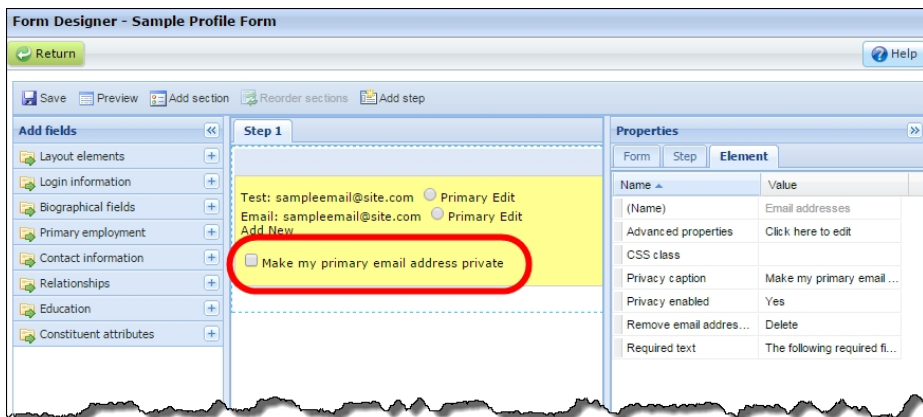 Form Designer - Sample Profile Form
Return
Help
Save Preview Add section Reorder sections Add step
Add fields
Layout elements
Login information
Biographical fields
Primary employment
Contact information
Relationships
Education
Constituent attributes
Step 1
Test: sampleemail@site.com Primary Edit
Email: sampleemail@site.com Primary Edit
Add New
Make my primary email address private
Properties
Form Step Element
Name Value
(Name) Email addresses
Advanced properties Click here to edit
CSS class
Privacy caption Make my primary email ...
Privacy enabled Yes
Remove email addres... Delete
Required text The following required fi...